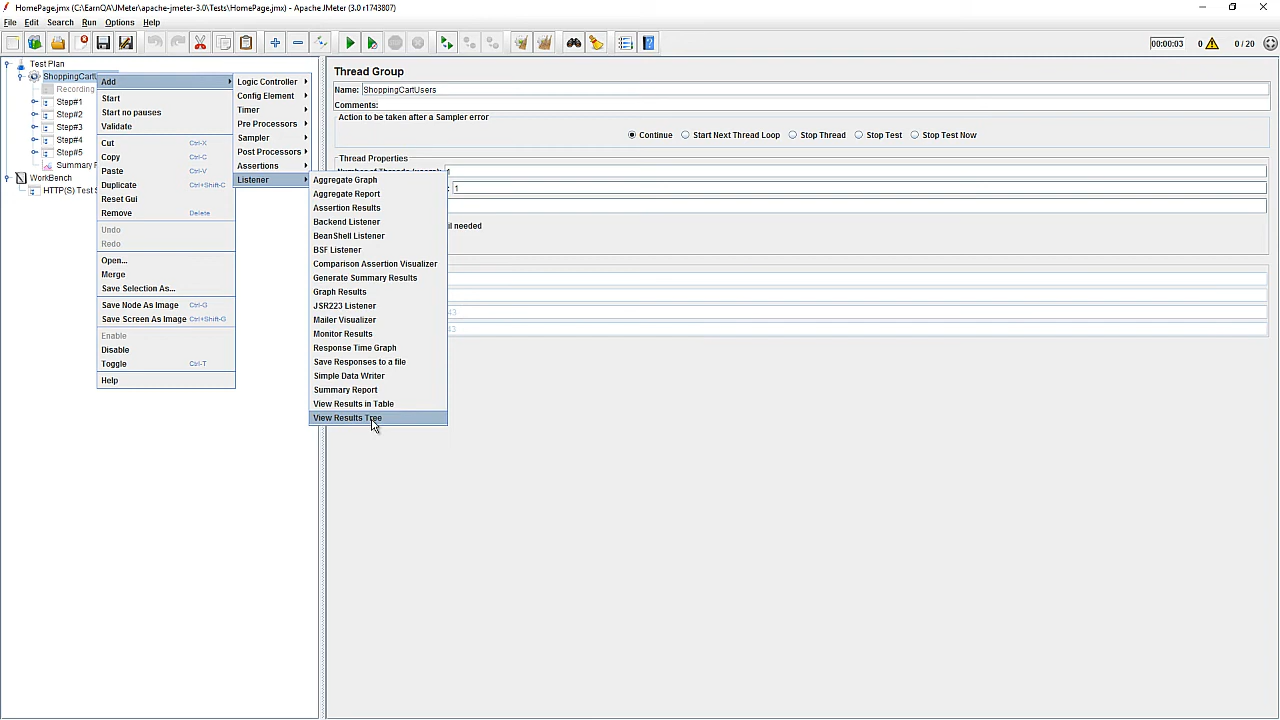 HomePage.jmx (C:\EarnQA\JMeter\apache-jmeter-3.0\Tests\HomePage.jmx) - Apache JMeter (3.0 r1743807)
File Edit Search Run Options Help
00:00:03 0 0 / 20
Test Plan
ShoppingCartU
Recording
Step#1
Step#2
Step#3
Step#4
Step#5
Summary R
WorkBench
HTTP(S) Test S
Add
Start
Start no pauses
Validate
Cut Ctrl-X
Copy Ctrl-C
Paste Ctrl-V
Duplicate Ctrl+Shift-C
Reset Gui
Remove Delete
Undo
Redo
Open...
Merge
Save Selection As...
Save Node As Image Ctrl-G
Save Screen As Image Ctrl+Shift-G
Enable
Disable
Toggle Ctrl-T
Help
Logic Controller
Config Element
Timer
Pre Processors
Sampler
Post Processors
Assertions
Listener
Aggregate Graph
Aggregate Report
Assertion Results
Backend Listener
BeanShell Listener
BSF Listener
Comparison Assertion Visualizer
Generate Summary Results
Graph Results
JSR223 Listener
Mailer Visualizer
Monitor Results
Response Time Graph
Save Responses to a file
Simple Data Writer
Summary Report
View Results in Table
View Results Tree
Thread Group
Name: ShoppingCartUsers
Comments:
Action to be taken after a Sampler error
Continue Start Next Thread Loop Stop Thread Stop Test Stop Test Now
Thread Properties
1
: 1
il needed
43
43